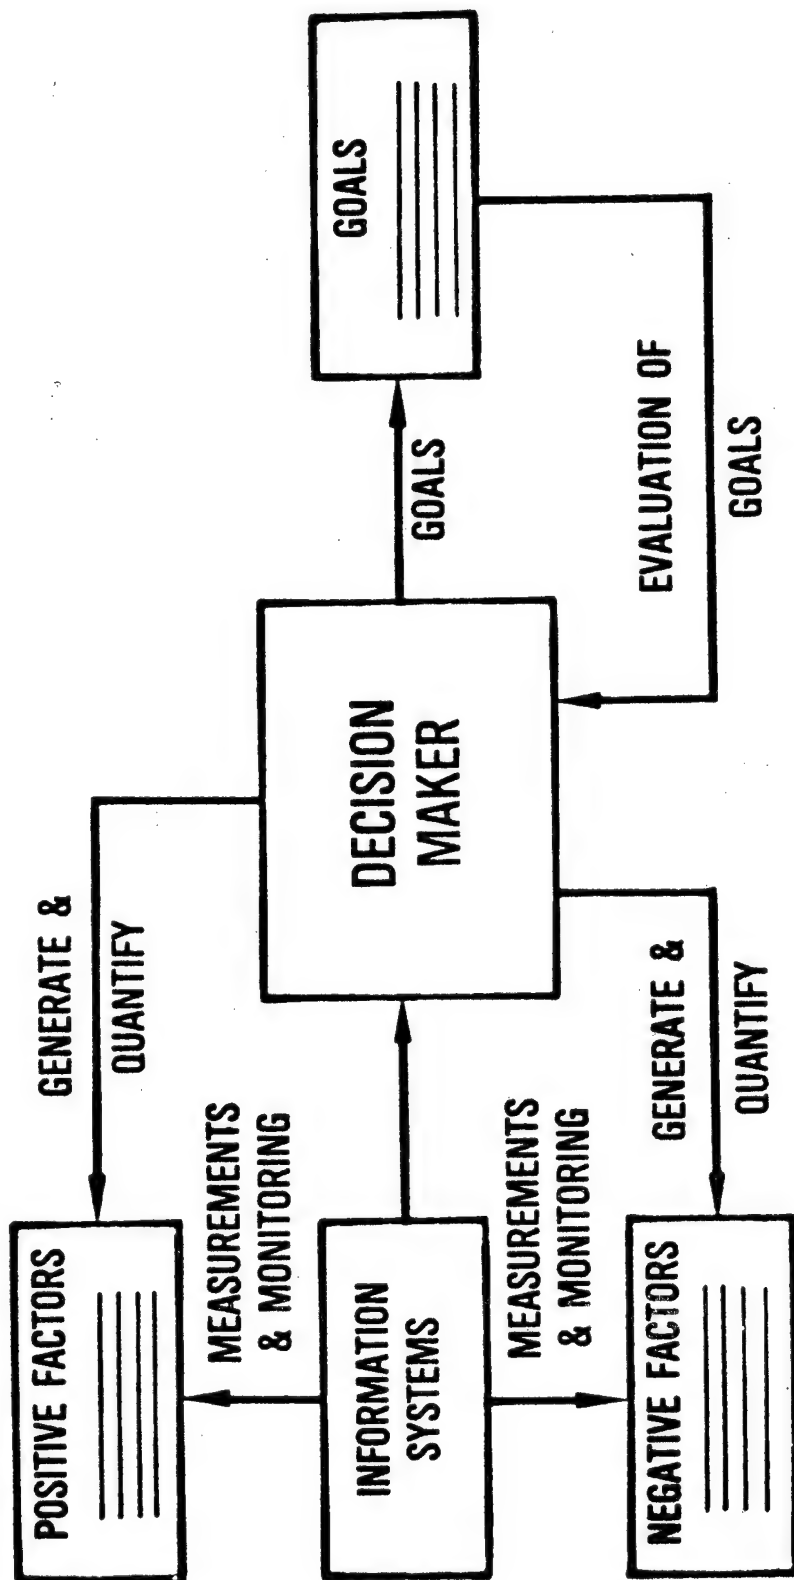 POSITIVE FACTORS
GENERATE &
QUANTIFY
MEASUREMENTS
& MONITORING
INFORMATION
SYSTEMS
DECISION
MAKER
GOALS
GOALS
MEASUREMENTS
& MONITORING
NEGATIVE FACTORS
GENERATE &
QUANTIFY
EVALUATION OF
GOALS